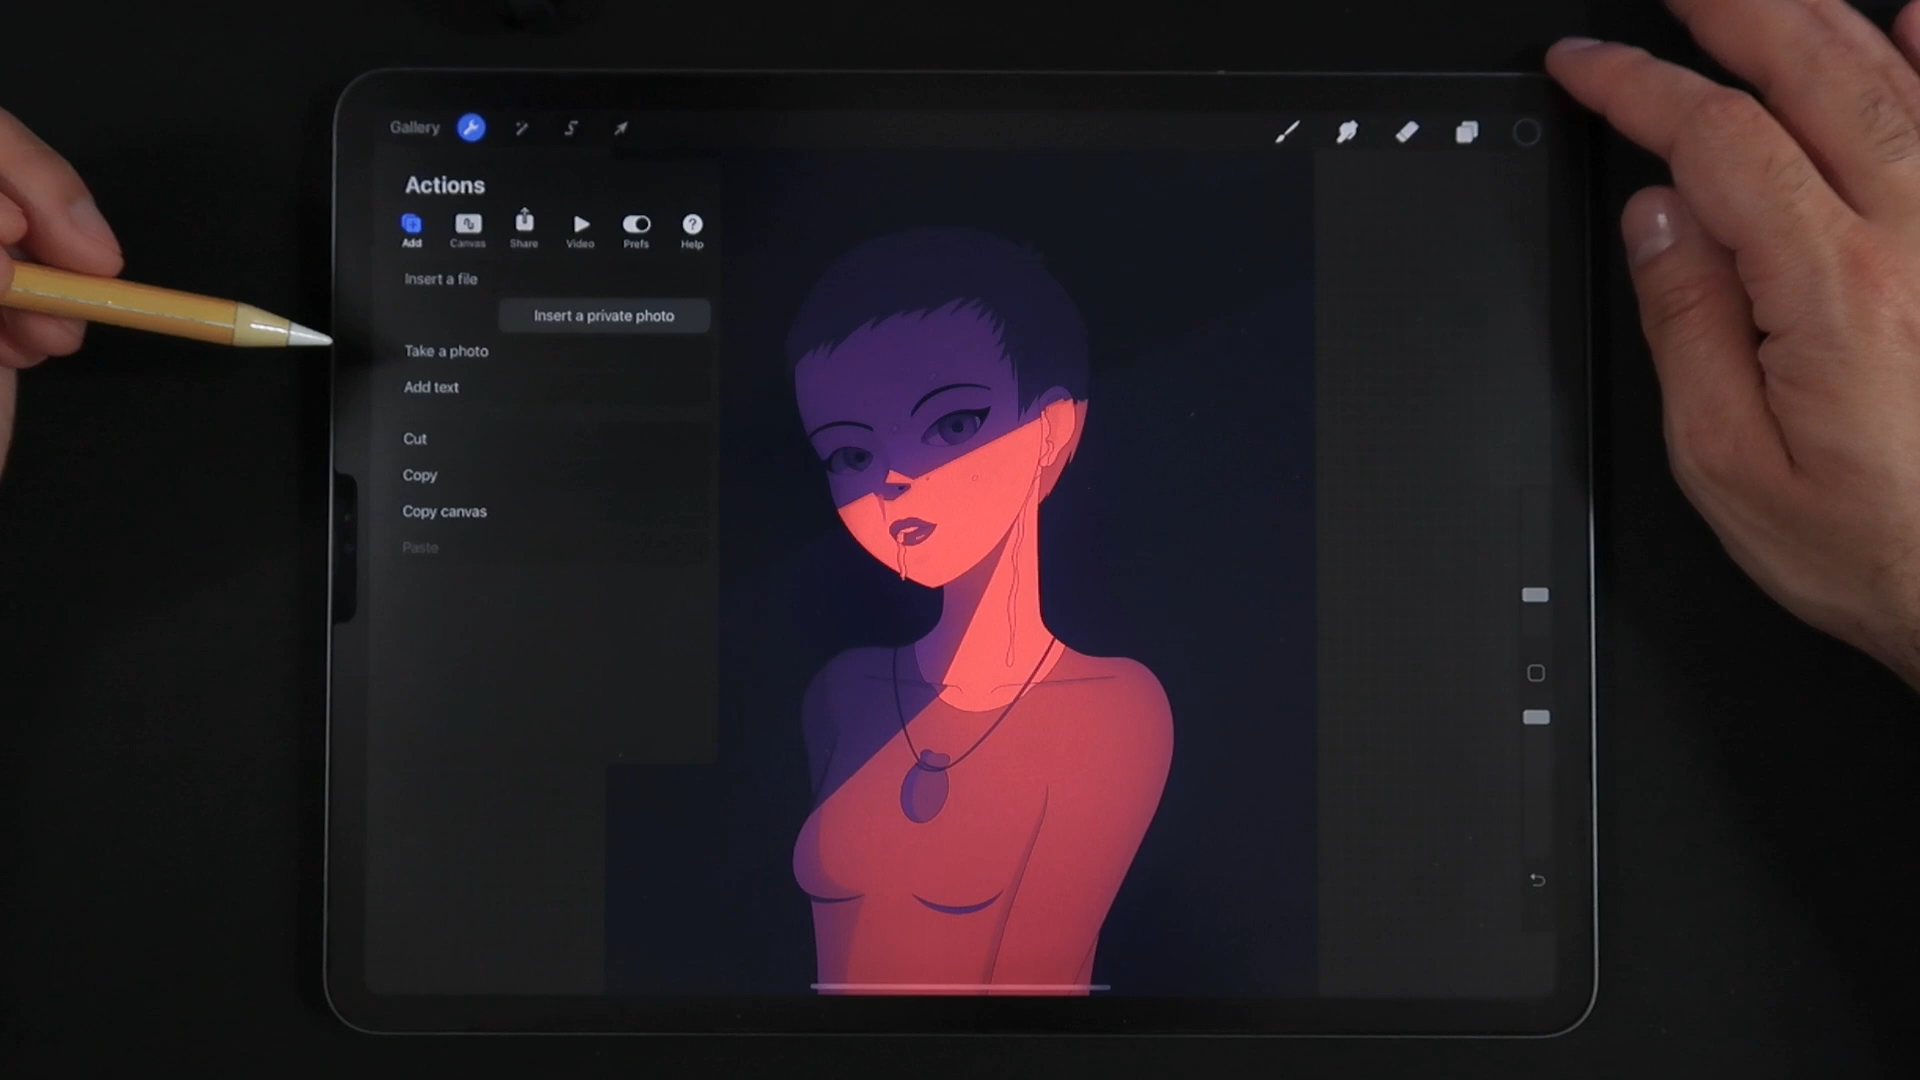 Gallery
Actions
Add Canvas Share Video Prefs Help
Insert a file
Insert a private photo
Take a photo
Add text
Cut
Copy
Copy canvas
Paste